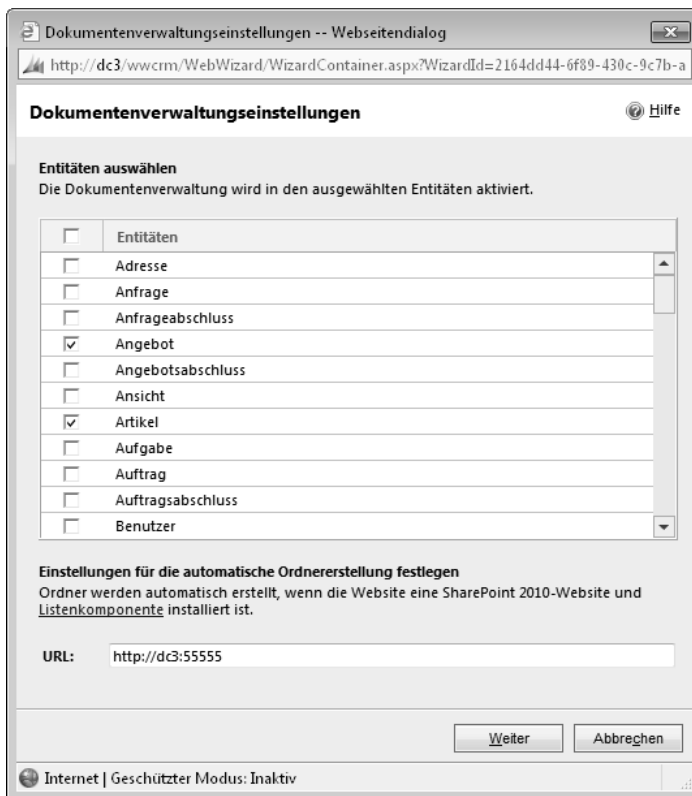 Dokumentenverwaltungseinstellungen -- Webseitendialog
http://dc3/wwcrm/WebWizard/WizardContainer.aspx?WizardId=2164dd44-6f89-430c-9c7b-a
Dokumentenverwaltungseinstellungen
Hilfe
Entitäten auswählen
Die Dokumentenverwaltung wird in den ausgewählten Entitäten aktiviert.
Entitäten
Adresse
Anfrage
Anfrageabschluss
Angebot
Angebotsabschluss
Ansicht
Artikel
Aufgabe
Auftrag
Auftragsabschluss
Benutzer
Einstellungen für die automatische Ordnererstellung festlegen
Ordner werden automatisch erstellt, wenn die Website eine SharePoint 2010-Website und
Listenkomponente installiert ist.
URL: http://dc3:55555
Weiter Abbrechen
Internet | Geschützter Modus: Inaktiv